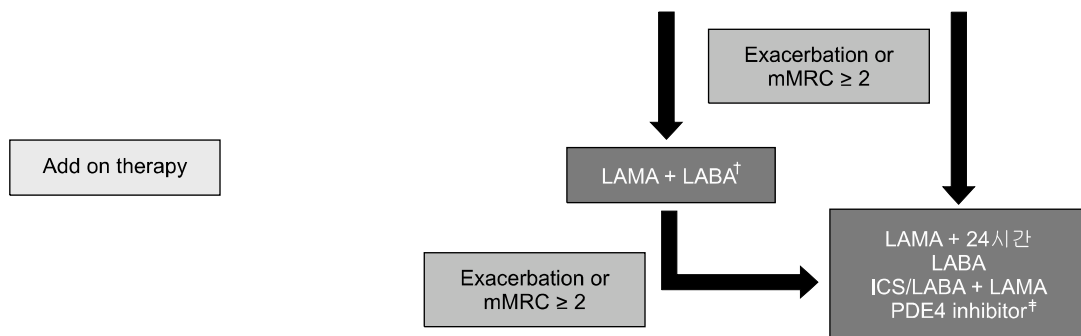 Exacerbation or
mMRC ≥ 2
Add on therapy
LAMA + LABA†
LAMA + 24시간
LABA
ICS/LABA + LAMA
PDE4 inhibitor‡
Exacerbation or
mMRC ≥ 2